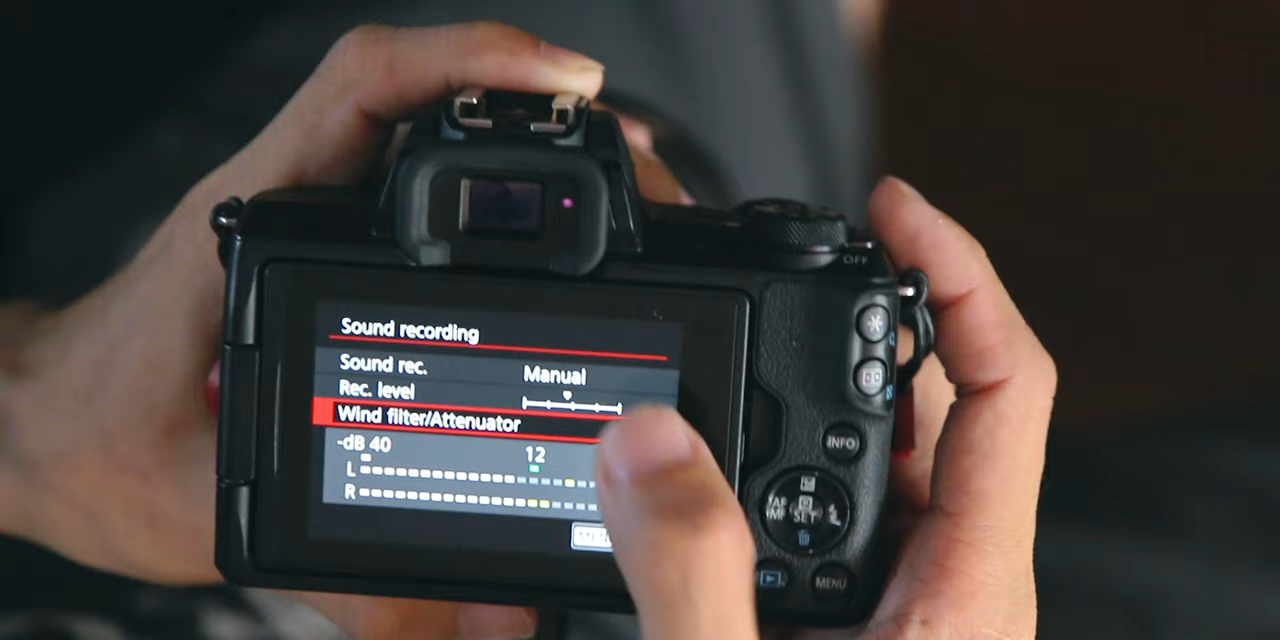 OFF
Sound recording
Sound rec. Manual
Rec. level
Wind filter/Attenuator
-dB 40 12
L
R
INFO
SET
MENU